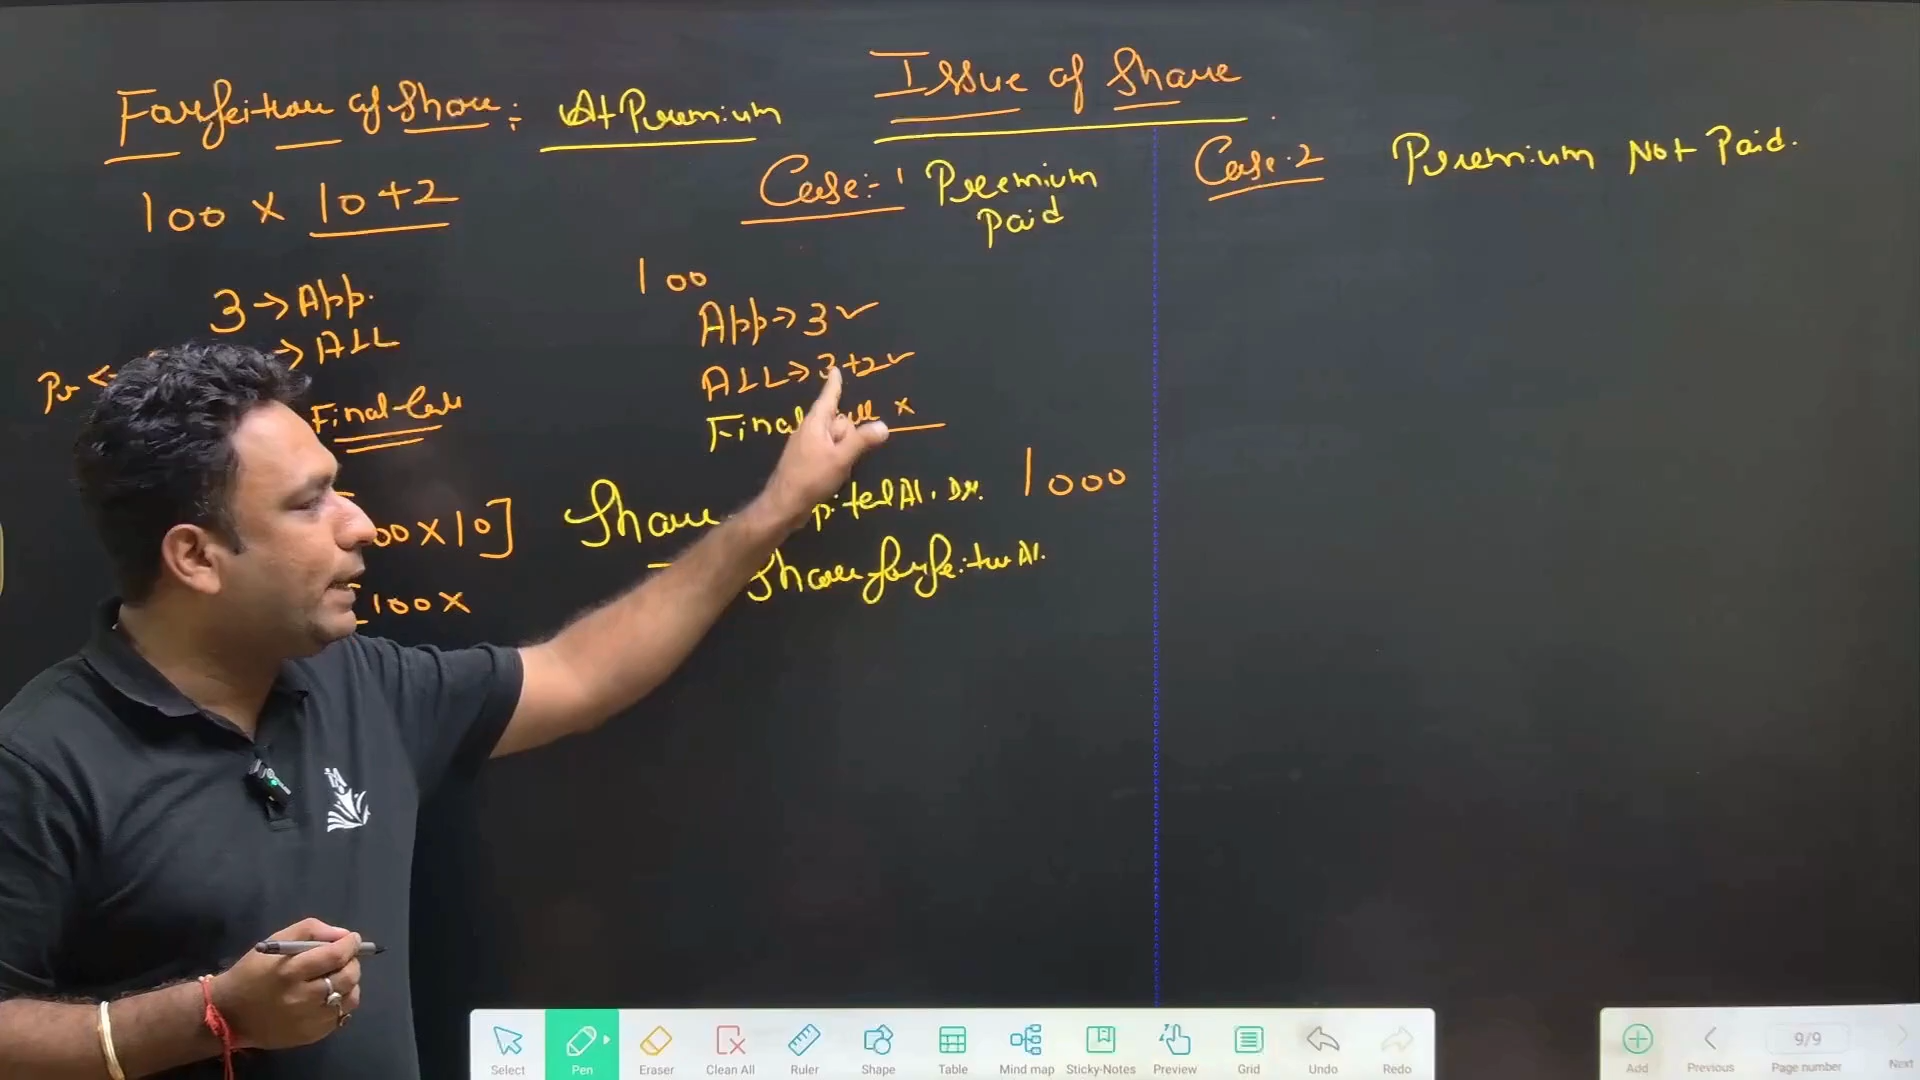 Issue of Share
Forfeiture of Share : At Premium
100 × 10+2
3 → App.
→ ALL
Pr <
Final-Call
00 × 10]
[100 ×
Case:-1 Premium
Paid
100
App → 3 ✓
ALL → 3+2 ✓
Final ×
Share pital A/. Dr. 1000
Share forfeiture A/.
Case-2 Premium Not Paid.
Select
Pen
Eraser
Clean All
Ruler
Shape
Table
Mind map
Sticky-Notes
Preview
Grid
Undo
Redo
Add
Previous
9/9
Page number
Next